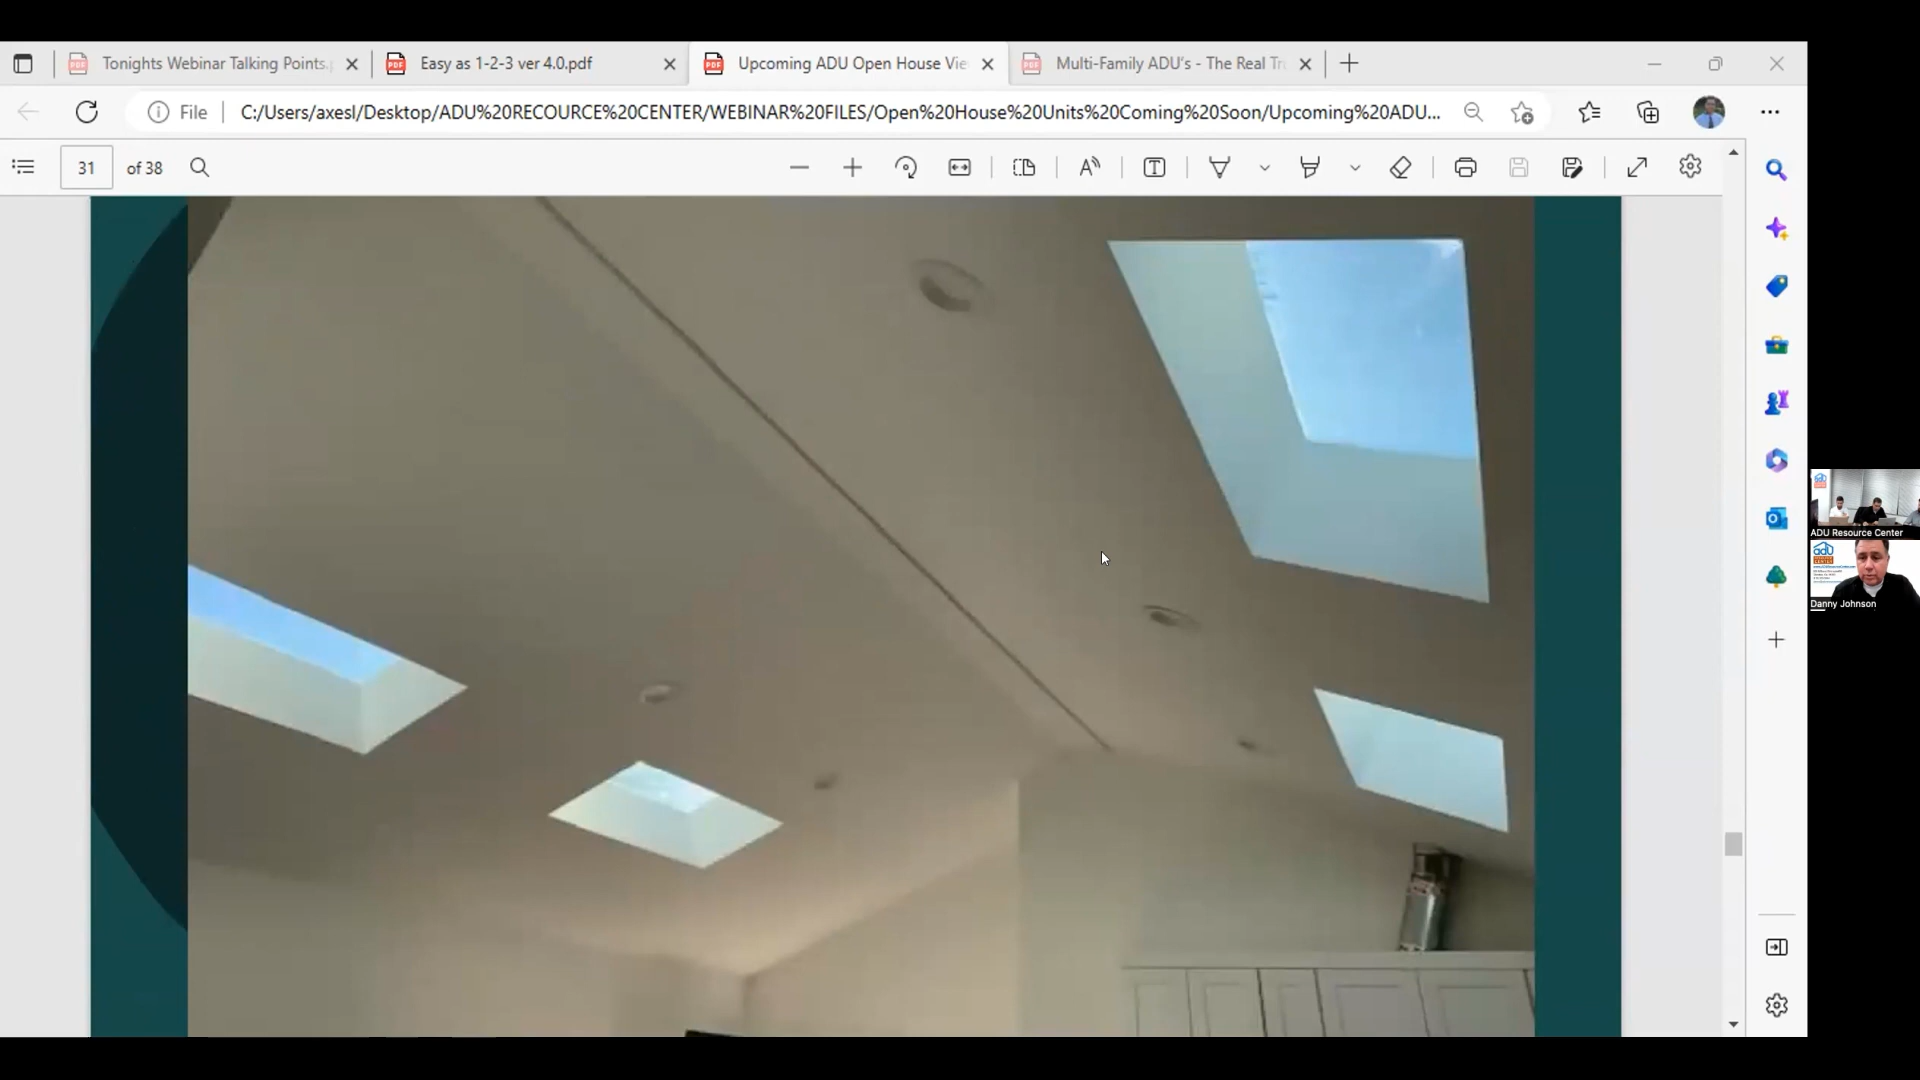 Tonights Webinar Talking Points.
Easy as 1-2-3 ver 4.0.pdf
Upcoming ADU Open House Vie
Multi-Family ADU's - The Real Tr
File
C:/Users/axesl/Desktop/ADU%20RECOURCE%20CENTER/WEBINAR%20FILES/Open%20House%20Units%20Coming%20Soon/Upcoming%20ADU...
31 of 38
ADU Resource Center
adu
Danny Johnson